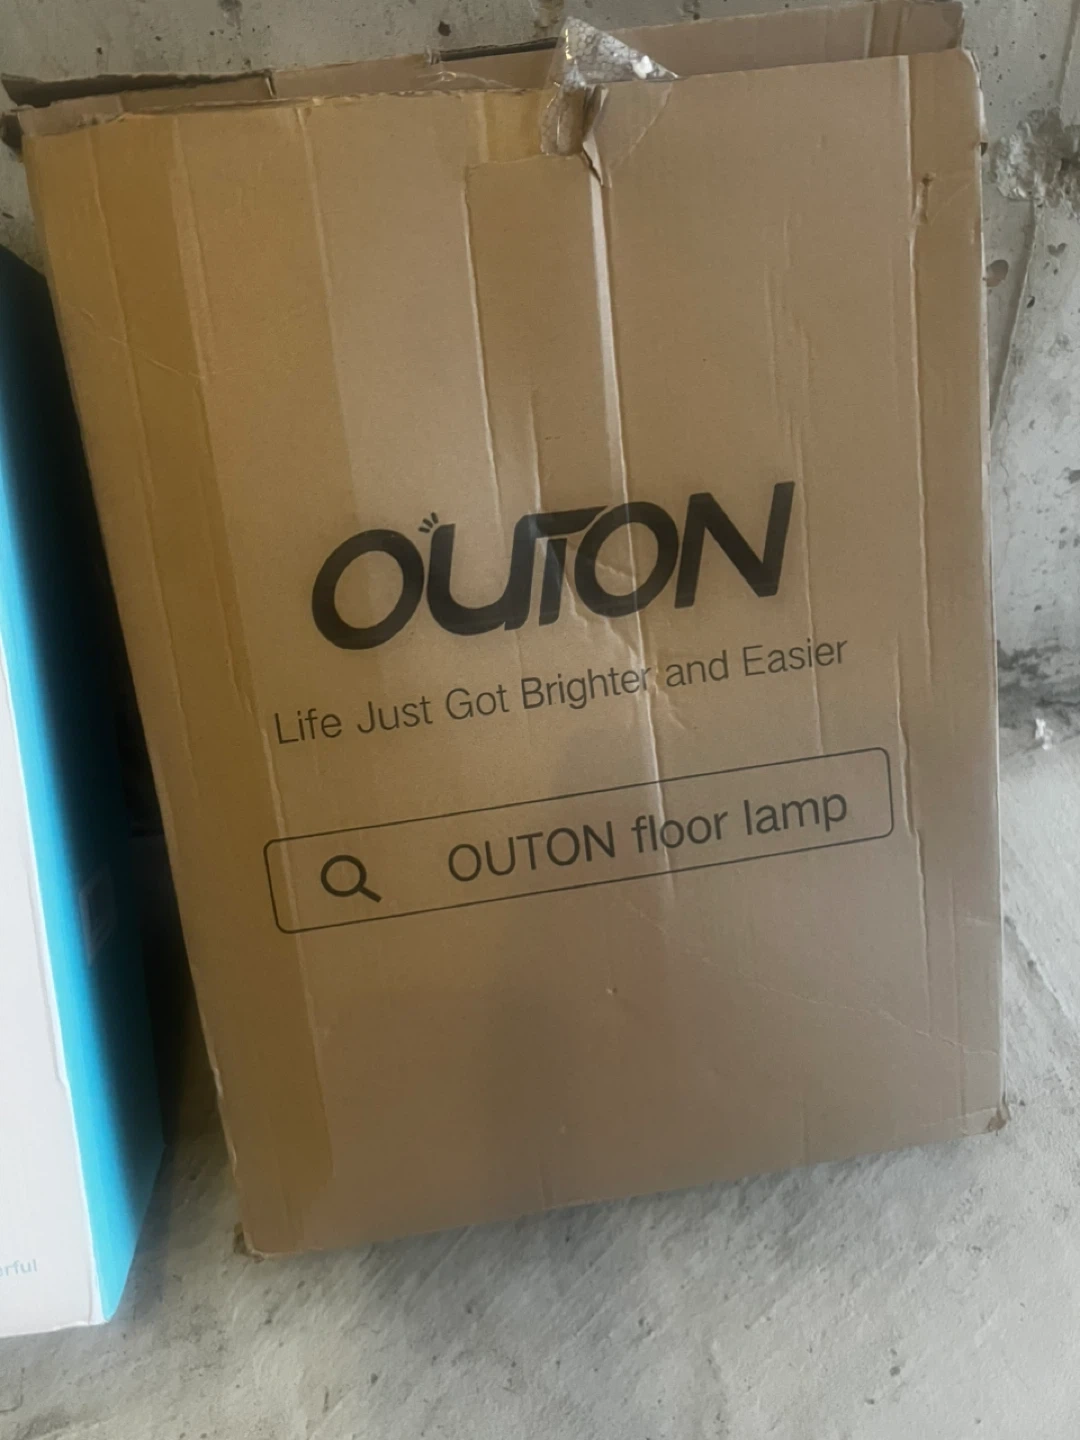 OUTON
Life Just Got Brighter and Easier
OUTON floor lamp